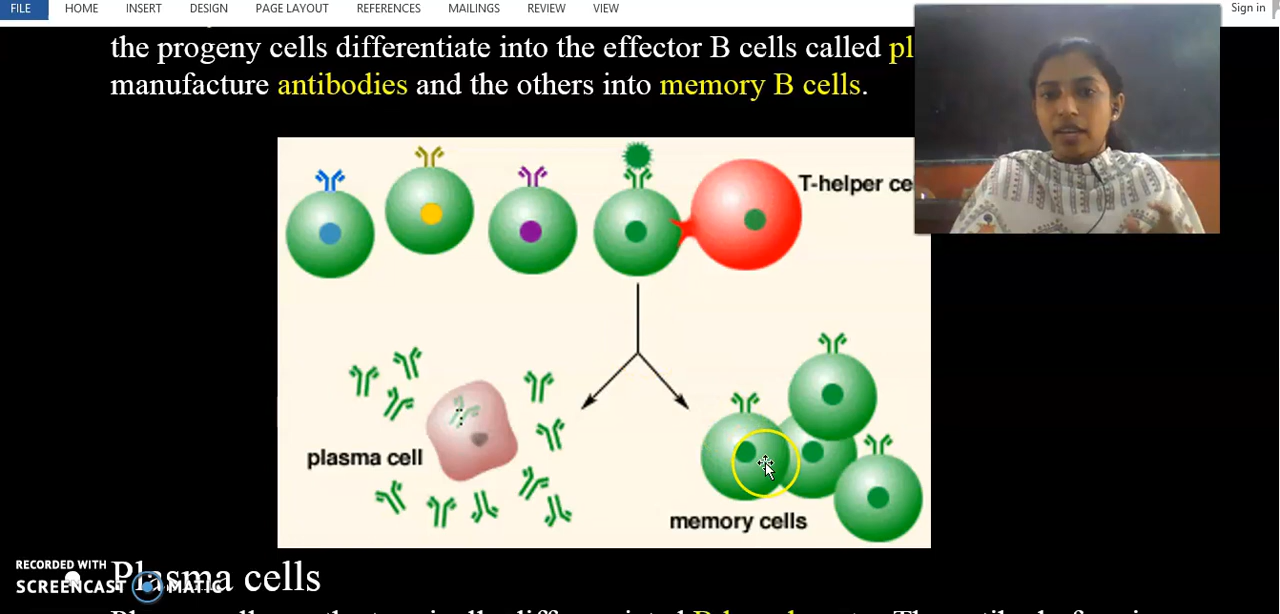 FILE HOME INSERT DESIGN PAGE LAYOUT REFERENCES MAILINGS REVIEW VIEW Sign in
the progeny cells differentiate into the effector B cells called
manufacture antibodies and the others into memory B cells.
T-helper
plasma cell
memory cells
RECORDED WITH
SCREENCAST MATIC
Plasma cells